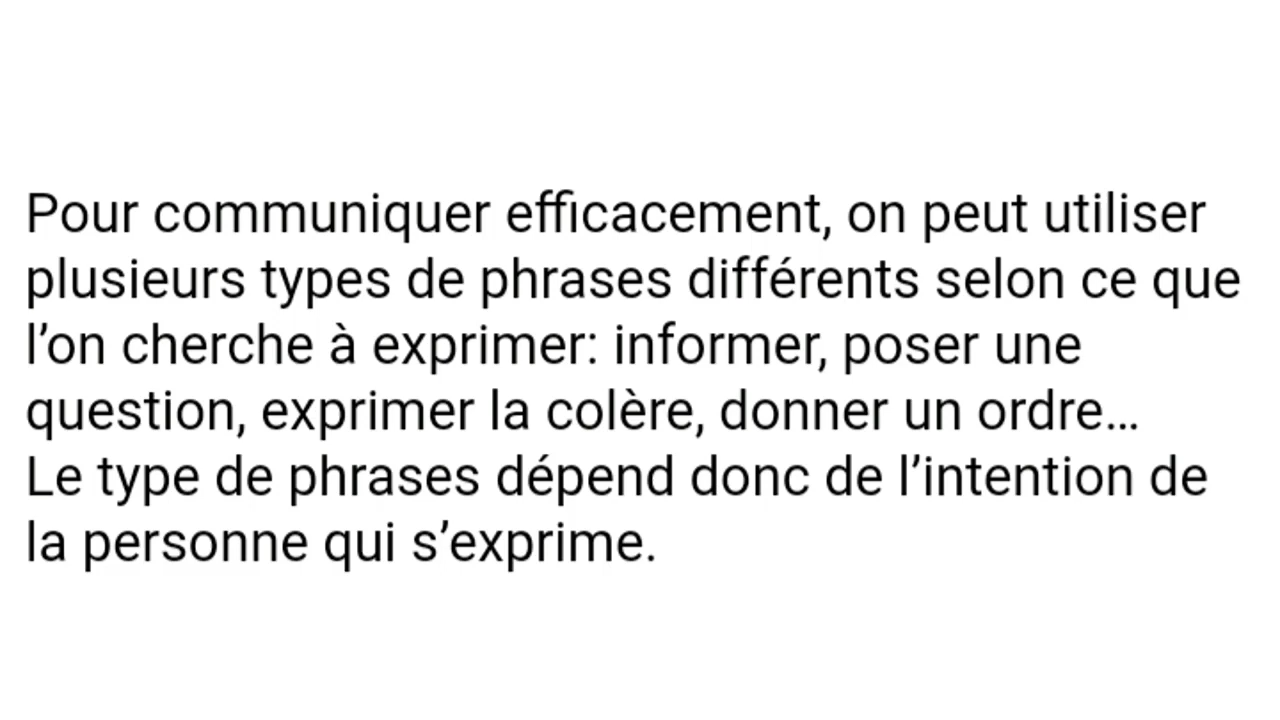 Pour communiquer efficacement, on peut utiliser
plusieurs types de phrases différents selon ce que
l’on cherche à exprimer: informer, poser une
question, exprimer la colère, donner un ordre…
Le type de phrases dépend donc de l’intention de
la personne qui s’exprime.